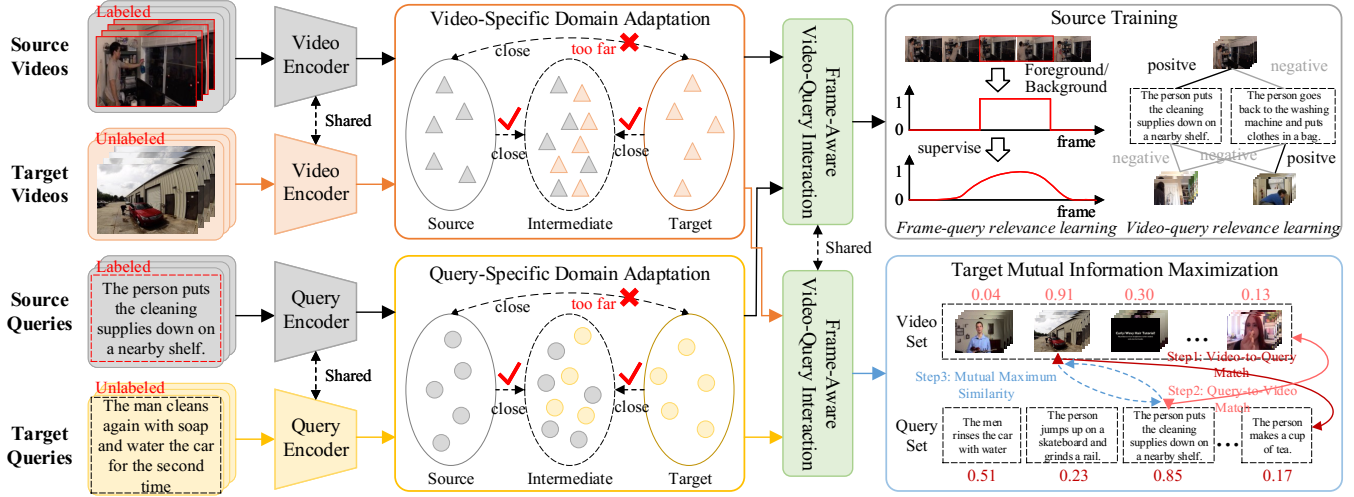 Source
Videos
Labeled
Video
Encoder
Shared
Target
Videos
Unlabeled
Video
Encoder
Video-Specific Domain Adaptation
close
too far
close
close
Source
Intermediate
Target
Source
Queries
Labeled
The person puts
the cleaning
supplies down on
a nearby shelf.
Query
Encoder
Shared
Target
Queries
Unlabeled
The man cleans
again with soap
and water the car
for the second
time
Query
Encoder
Query-Specific Domain Adaptation
close
too far
close
close
Source
Intermediate
Target
Frame-Aware
Video-Query Interaction
Shared
Frame-Aware
Video-Query Interaction
Source Training
Foreground/
Background
1
0
frame
supervise
1
0
frame
Frame-query relevance learning
positve
negative
The person puts
the cleaning
supplies down on
a nearby shelf.
The person goes
back to the washing
machine and puts
clothes in a bag.
negative
negative
positve
Video-query relevance learning
Target Mutual Information Maximization
0.04
0.91
0.30
0.13
Video
Set
...
Step1: Video-to-Query
Match
Step3: Mutual Maximum
Similarity
Step2: Query-to-Video
Match
Query
Set
The men
rinses the car
with water
The person
jumps up on a
skateboard and
grinds a rail.
The person puts
the cleaning
supplies down on
a nearby shelf.
...
The person
makes a cup
of tea.
0.51
0.23
0.85
0.17